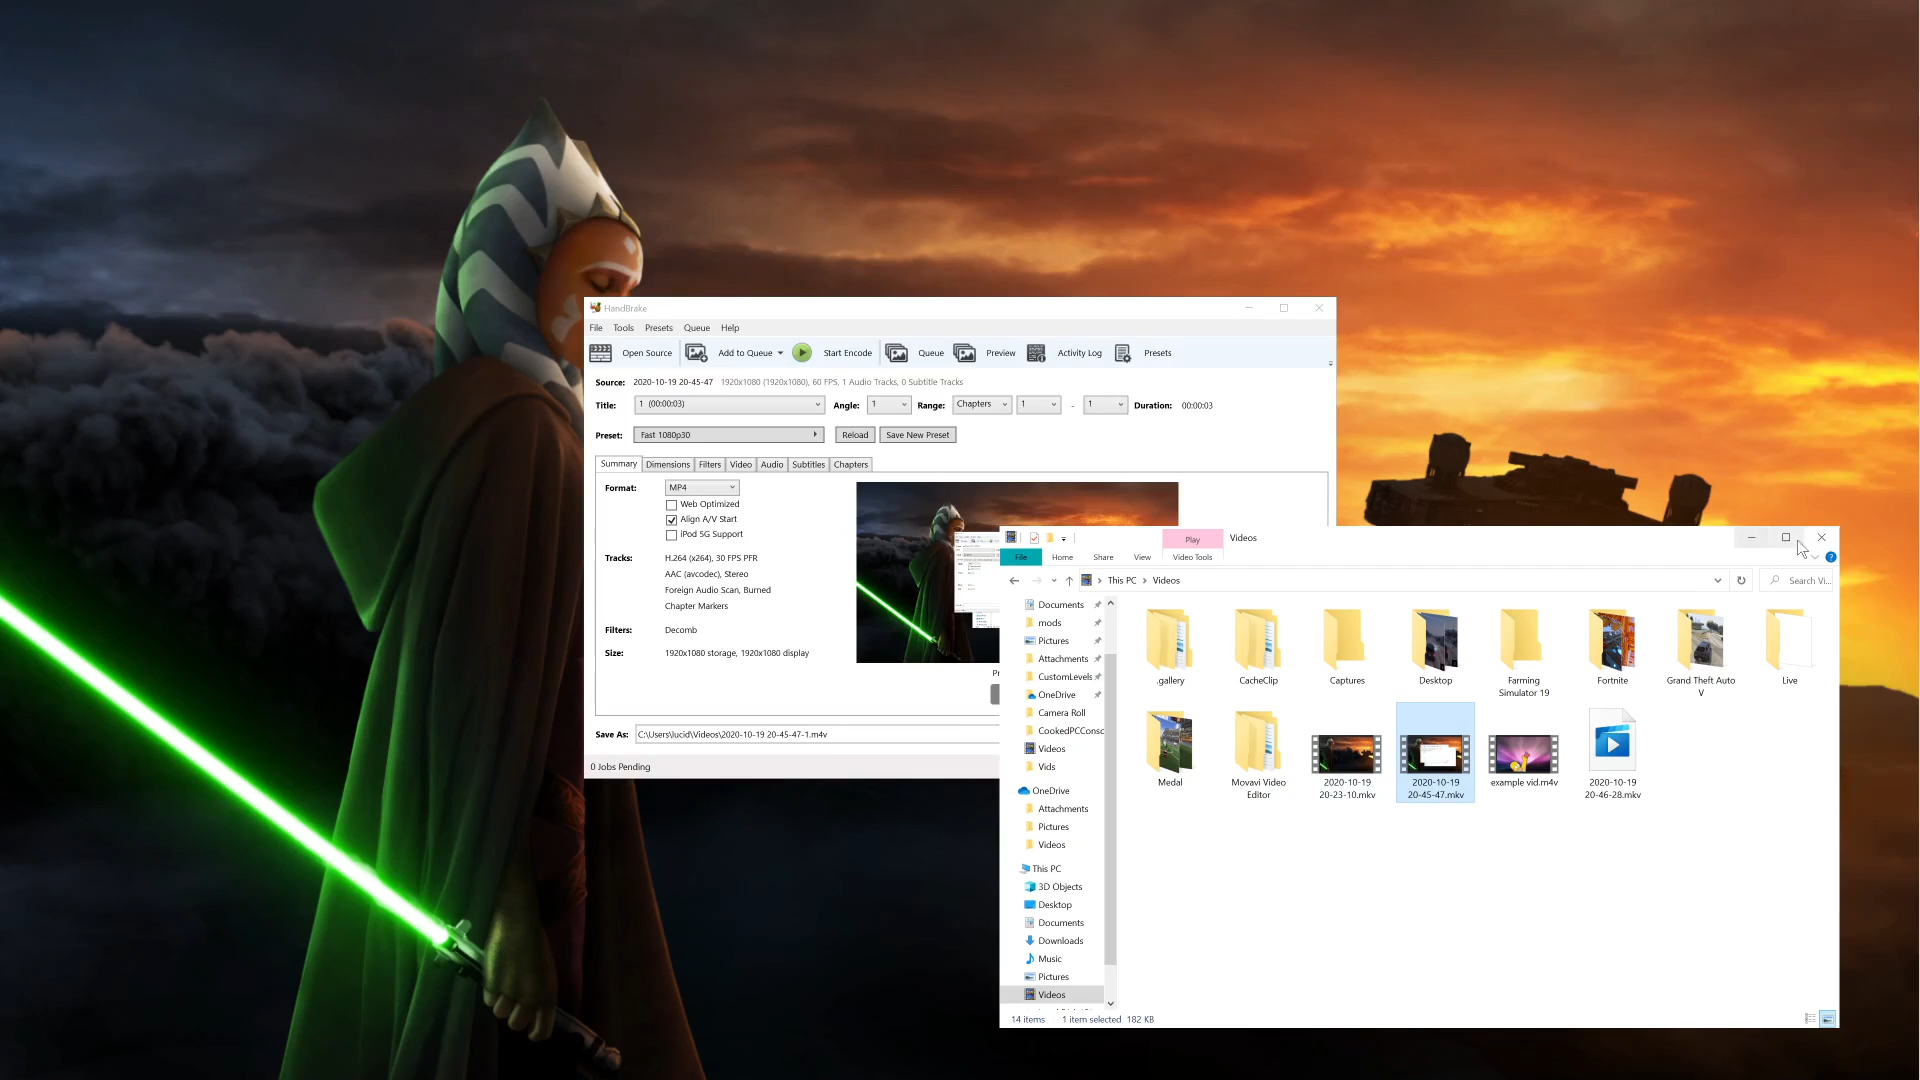 HandBrake
File Tools Presets Queue Help
Open Source Add to Queue Start Encode Queue Preview Activity Log Presets
Source: 2020-10-19 20-45-47 1920x1080 (1920x1080), 60 FPS, 1 Audio Tracks, 0 Subtitle Tracks
Title: 1 (00:00:03) Angle: 1 Range: Chapters 1 - 1 Duration: 00:00:03
Preset: Fast 1080p30 Reload Save New Preset
Summary Dimensions Filters Video Audio Subtitles Chapters
Format: MP4
Web Optimized
Align A/V Start
iPod 5G Support
Tracks: H.264 (x264), 30 FPS PFR
AAC (avcodec), Stereo
Foreign Audio Scan, Burned
Chapter Markers
Filters: Decomb
Size: 1920x1080 storage, 1920x1080 display
Pr
Save As: C:\Users\lucid\Videos\2020-10-19 20-45-47-1.m4v
0 Jobs Pending
Play Videos
File Home Share View Video Tools
This PC Videos
Search Vi...
Documents
mods
Pictures
Attachments
CustomLevels
OneDrive
Camera Roll
CookedPCConsc
Videos
Vids
OneDrive
Attachments
Pictures
Videos
This PC
3D Objects
Desktop
Documents
Downloads
Music
Pictures
Videos
.gallery
CacheClip
Captures
Desktop
Farming
Simulator 19
Fortnite
Grand Theft Auto
V
Live
Medal
Movavi Video
Editor
2020-10-19
20-23-10.mkv
2020-10-19
20-45-47.mkv
example vid.m4v
2020-10-19
20-46-28.mkv
14 items 1 item selected 182 KB